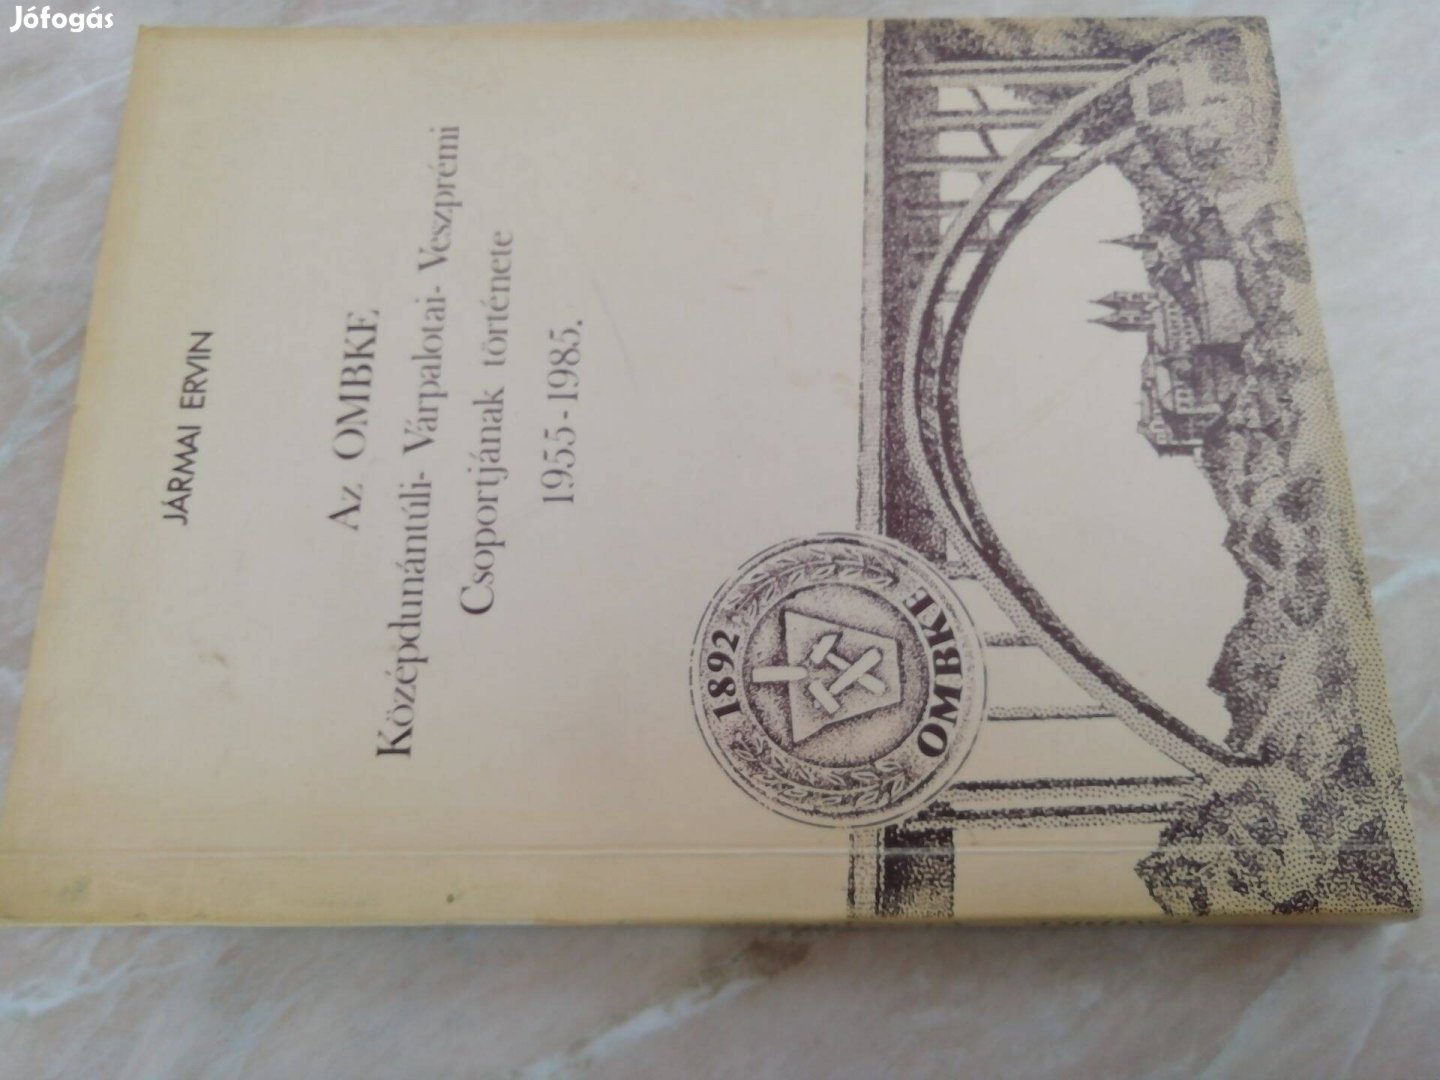 Jófogás
JÁRMAI ERVIN
Az OMBKE
Középdunántúli- Várpalotai- Veszprémi
Csoportjának története
1955-1985.
1892
OMBKE